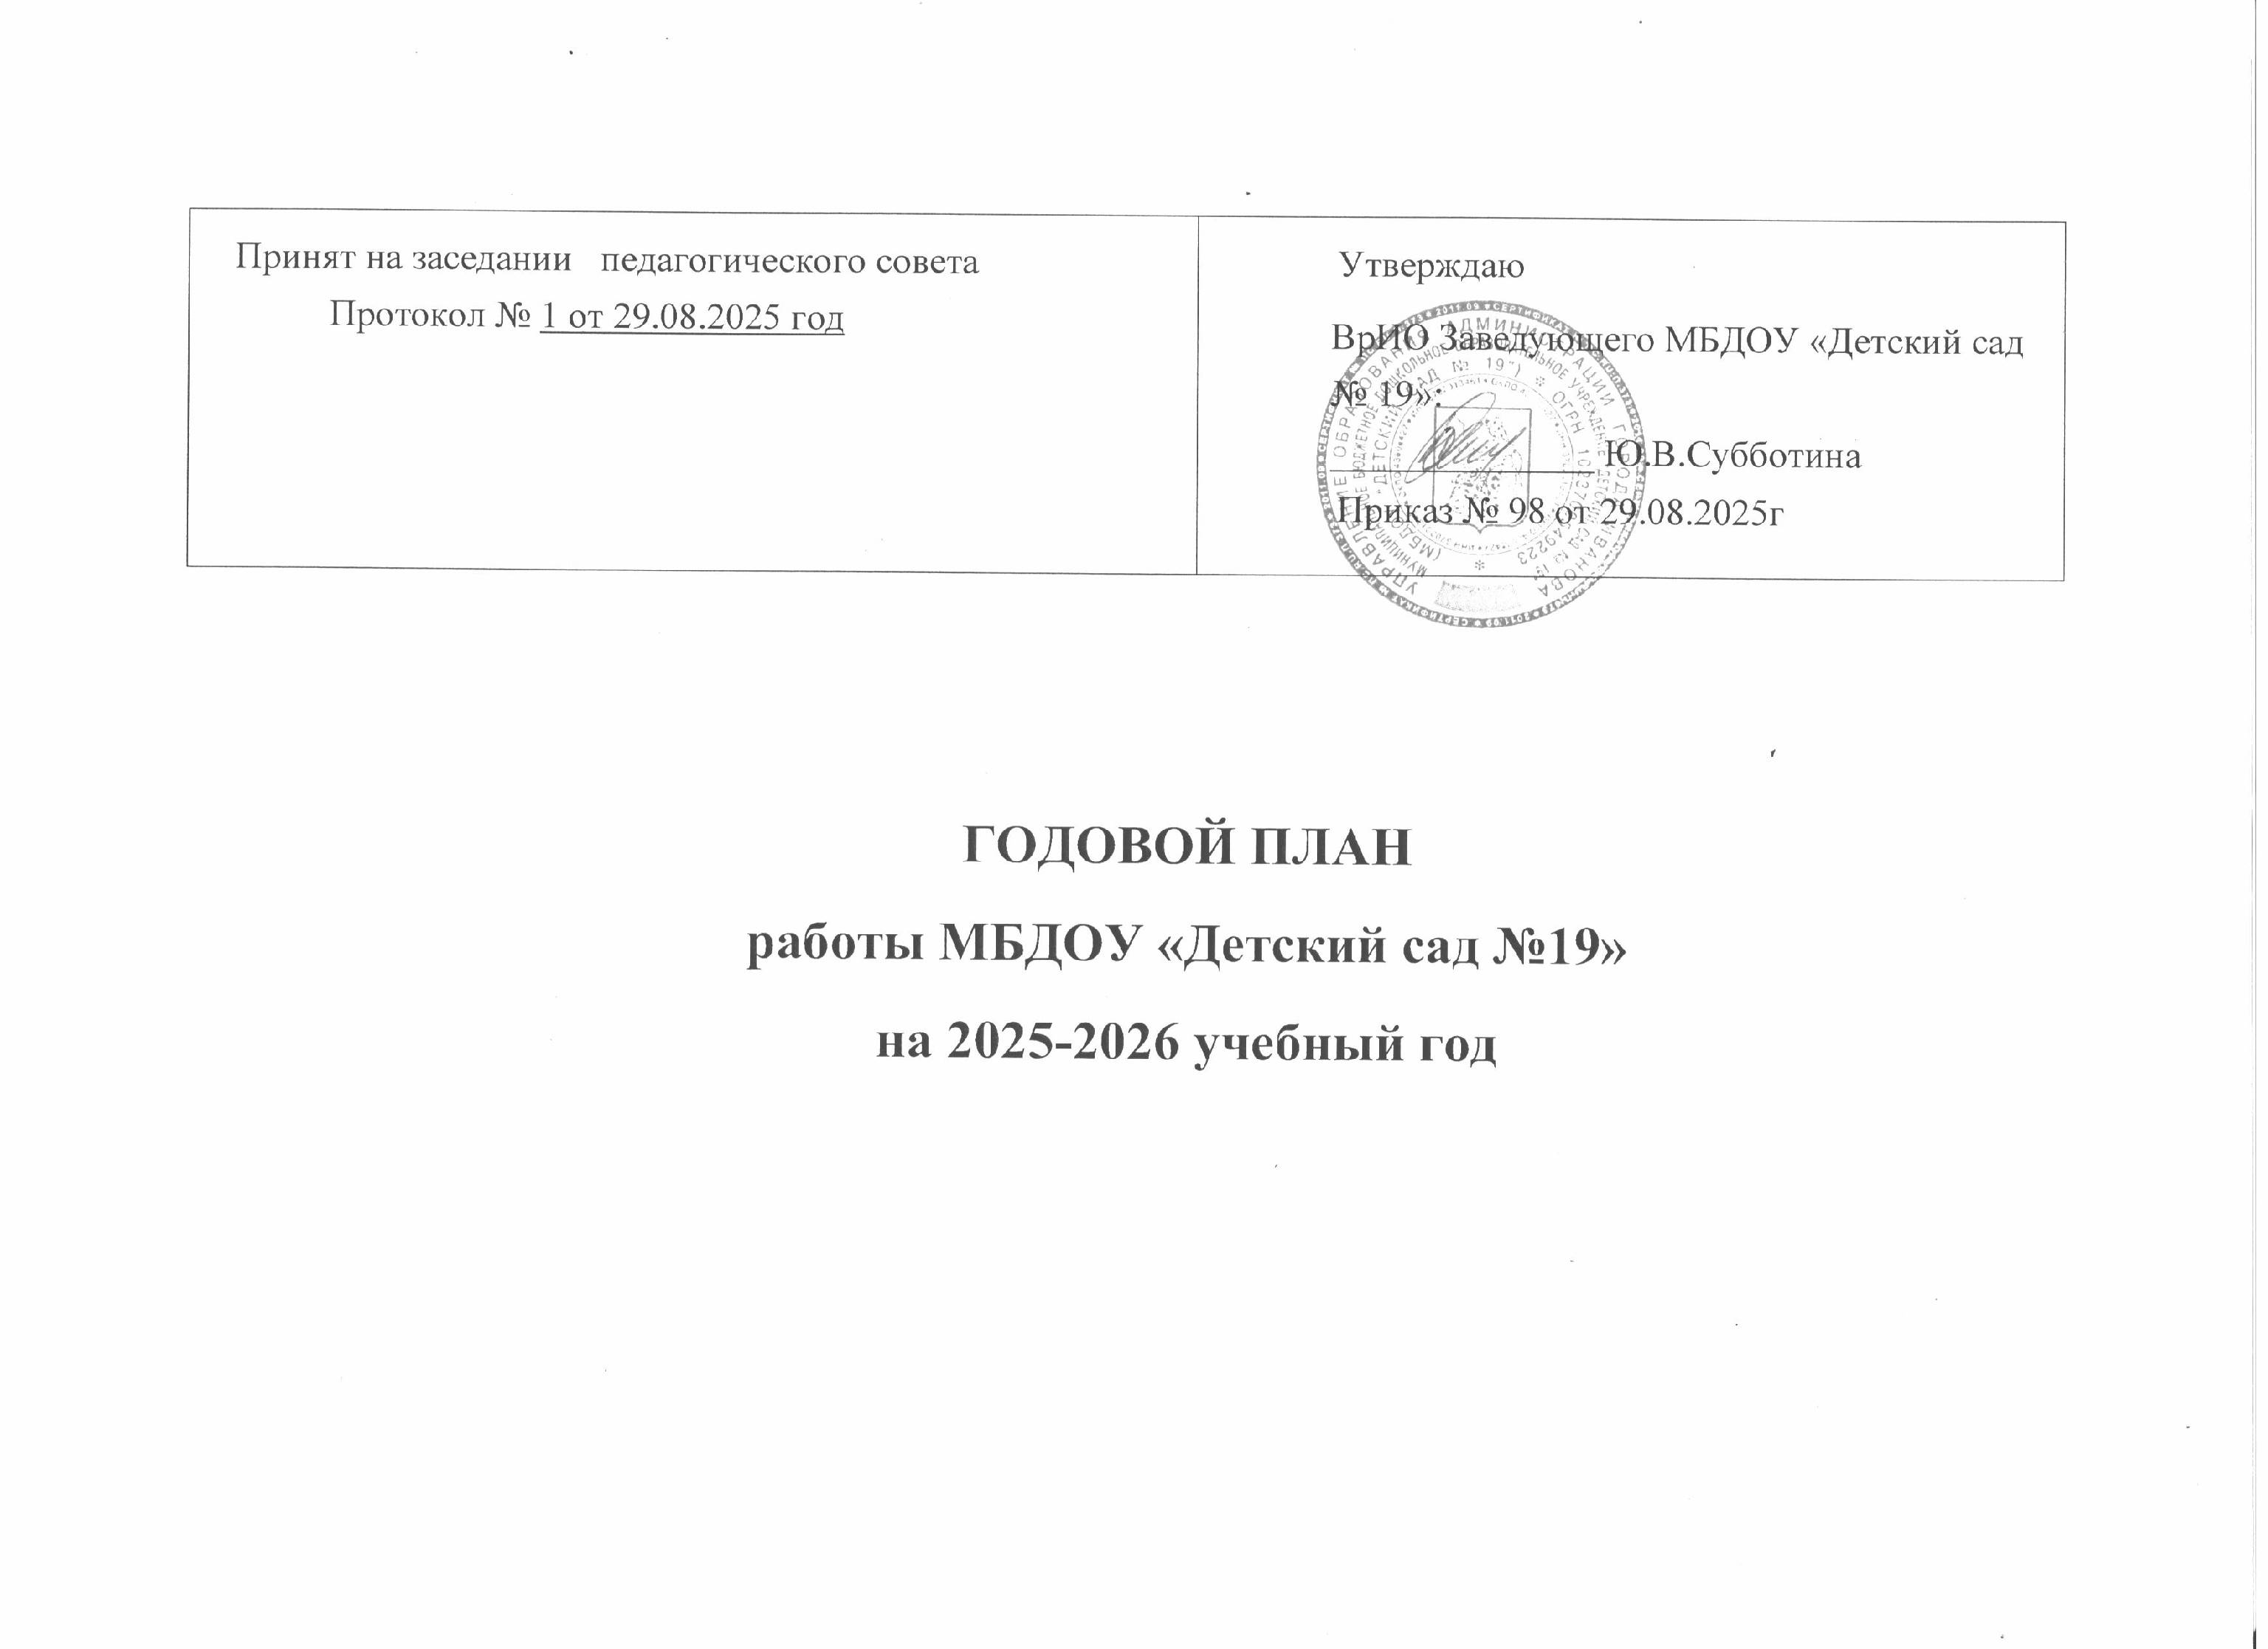 Принят на заседании педагогического совета
Протокол № 1 от 29.08.2025 год
Утверждаю
ВрИО Заведующего МБДОУ «Детский сад
№ 19»:
Ю.В.Субботина
Приказ № 98 от 29.08.2025г
ГОДОВОЙ ПЛАН
работы МБДОУ «Детский сад №19»
на 2025-2026 учебный год